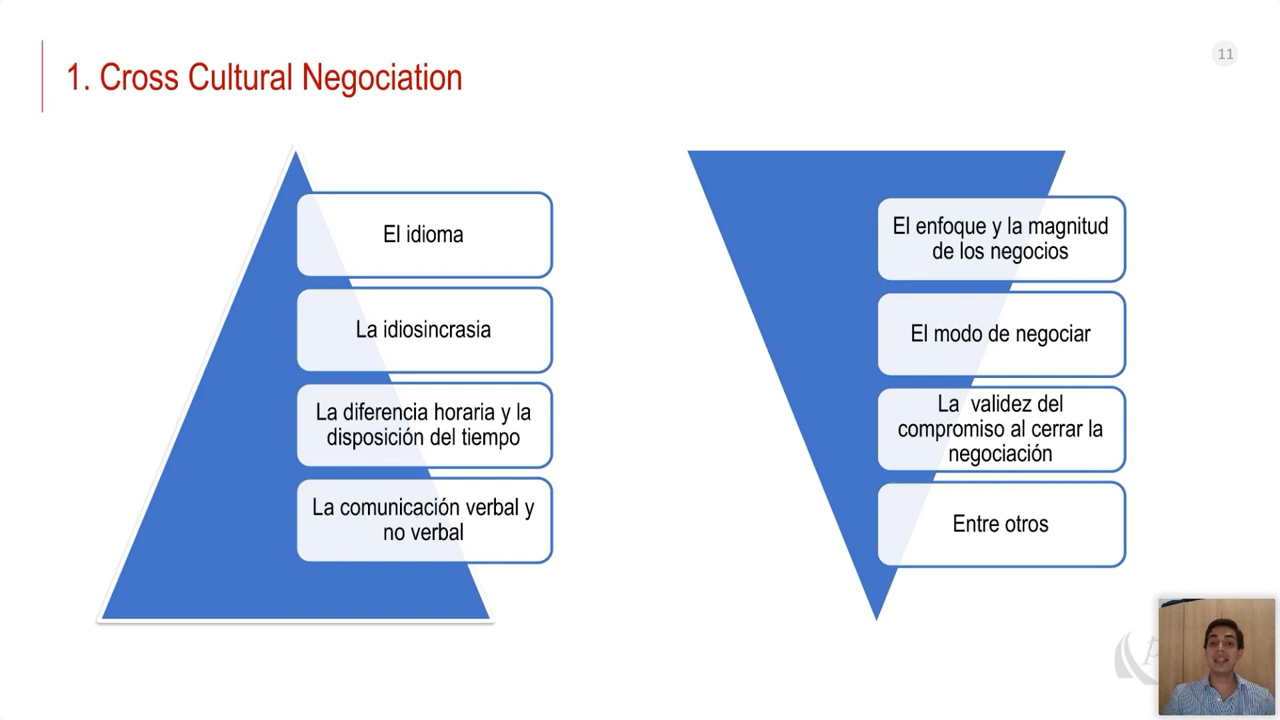 11
1. Cross Cultural Negociation
El idioma
La idiosincrasia
La diferencia horaria y la
disposición del tiempo
La comunicación verbal y
no verbal
El enfoque y la magnitud
de los negocios
El modo de negociar
La validez del
compromiso al cerrar la
negociación
Entre otros